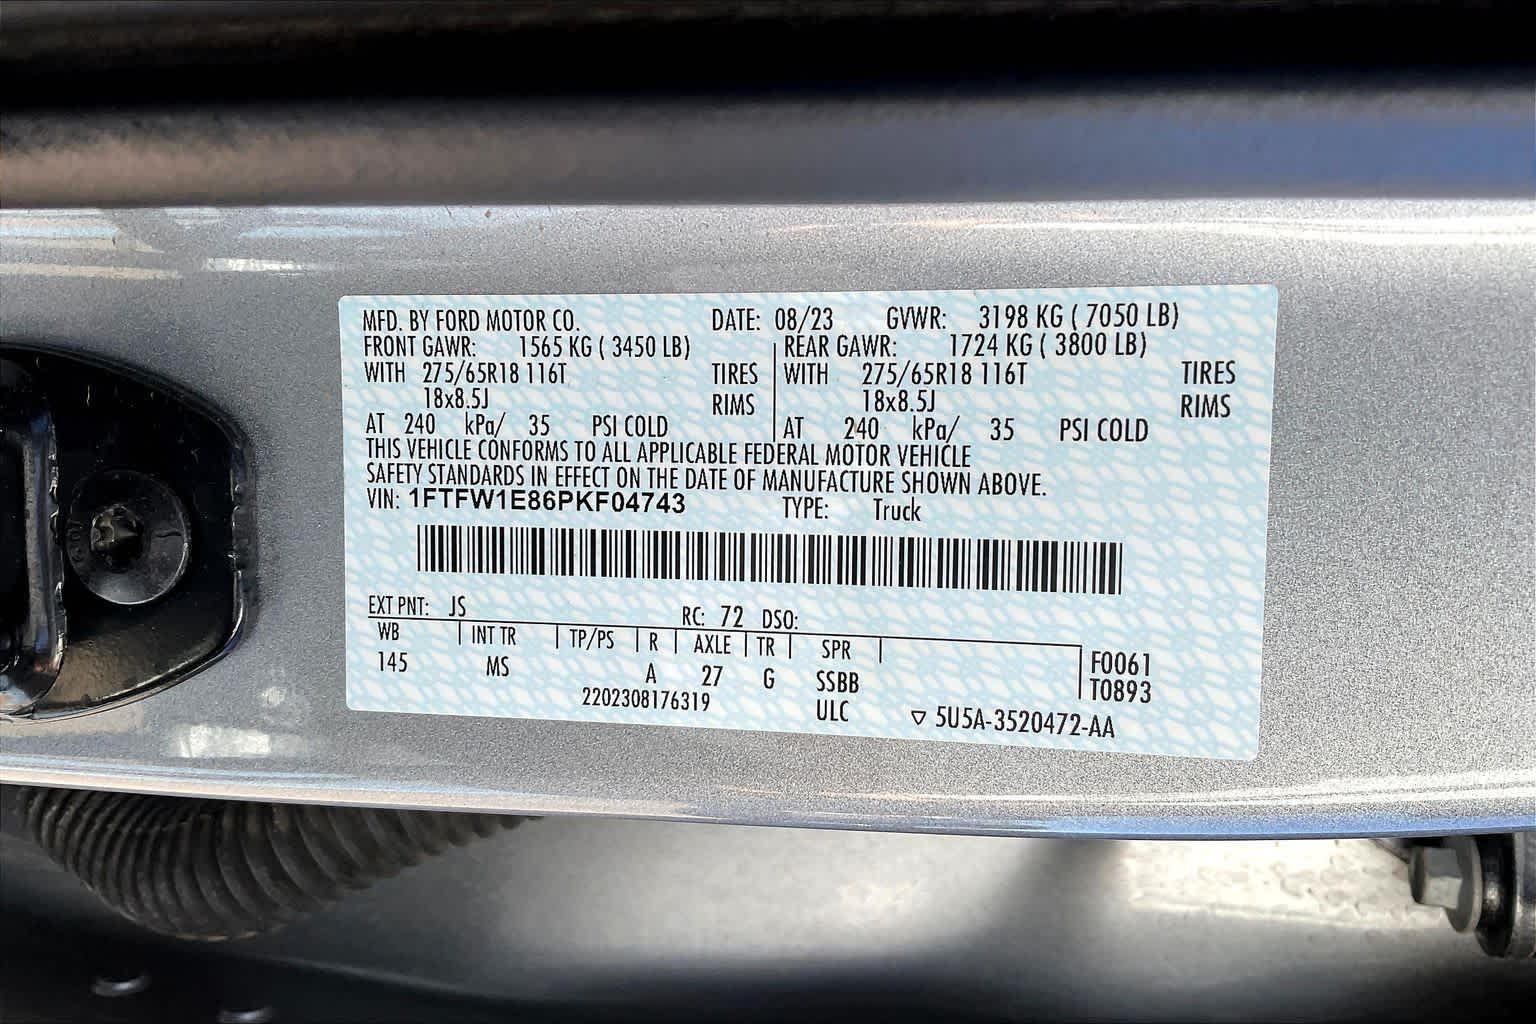 MFD. BY FORD MOTOR CO. DATE: 08/23 GVWR: 3198 KG ( 7050 LB)
FRONT GAWR: 1565 KG ( 3450 LB) REAR GAWR: 1724 KG ( 3800 LB)
WITH 275/65R18 116T TIRES WITH 275/65R18 116T TIRES
18x8.5J RIMS 18x8.5J RIMS
AT 240 kPa/ 35 PSI COLD AT 240 kPa/ 35 PSI COLD
THIS VEHICLE CONFORMS TO ALL APPLICABLE FEDERAL MOTOR VEHICLE
SAFETY STANDARDS IN EFFECT ON THE DATE OF MANUFACTURE SHOWN ABOVE.
VIN: 1FTFW1E86PKF04743 TYPE: Truck
EXT PNT: JS RC: 72 DSO:
WB INT TR TP/PS R AXLE TR SPR
145 MS A 27 G SSBB F0061
T0893
2202308176319 ULC ▽ 5U5A-3520472-AA